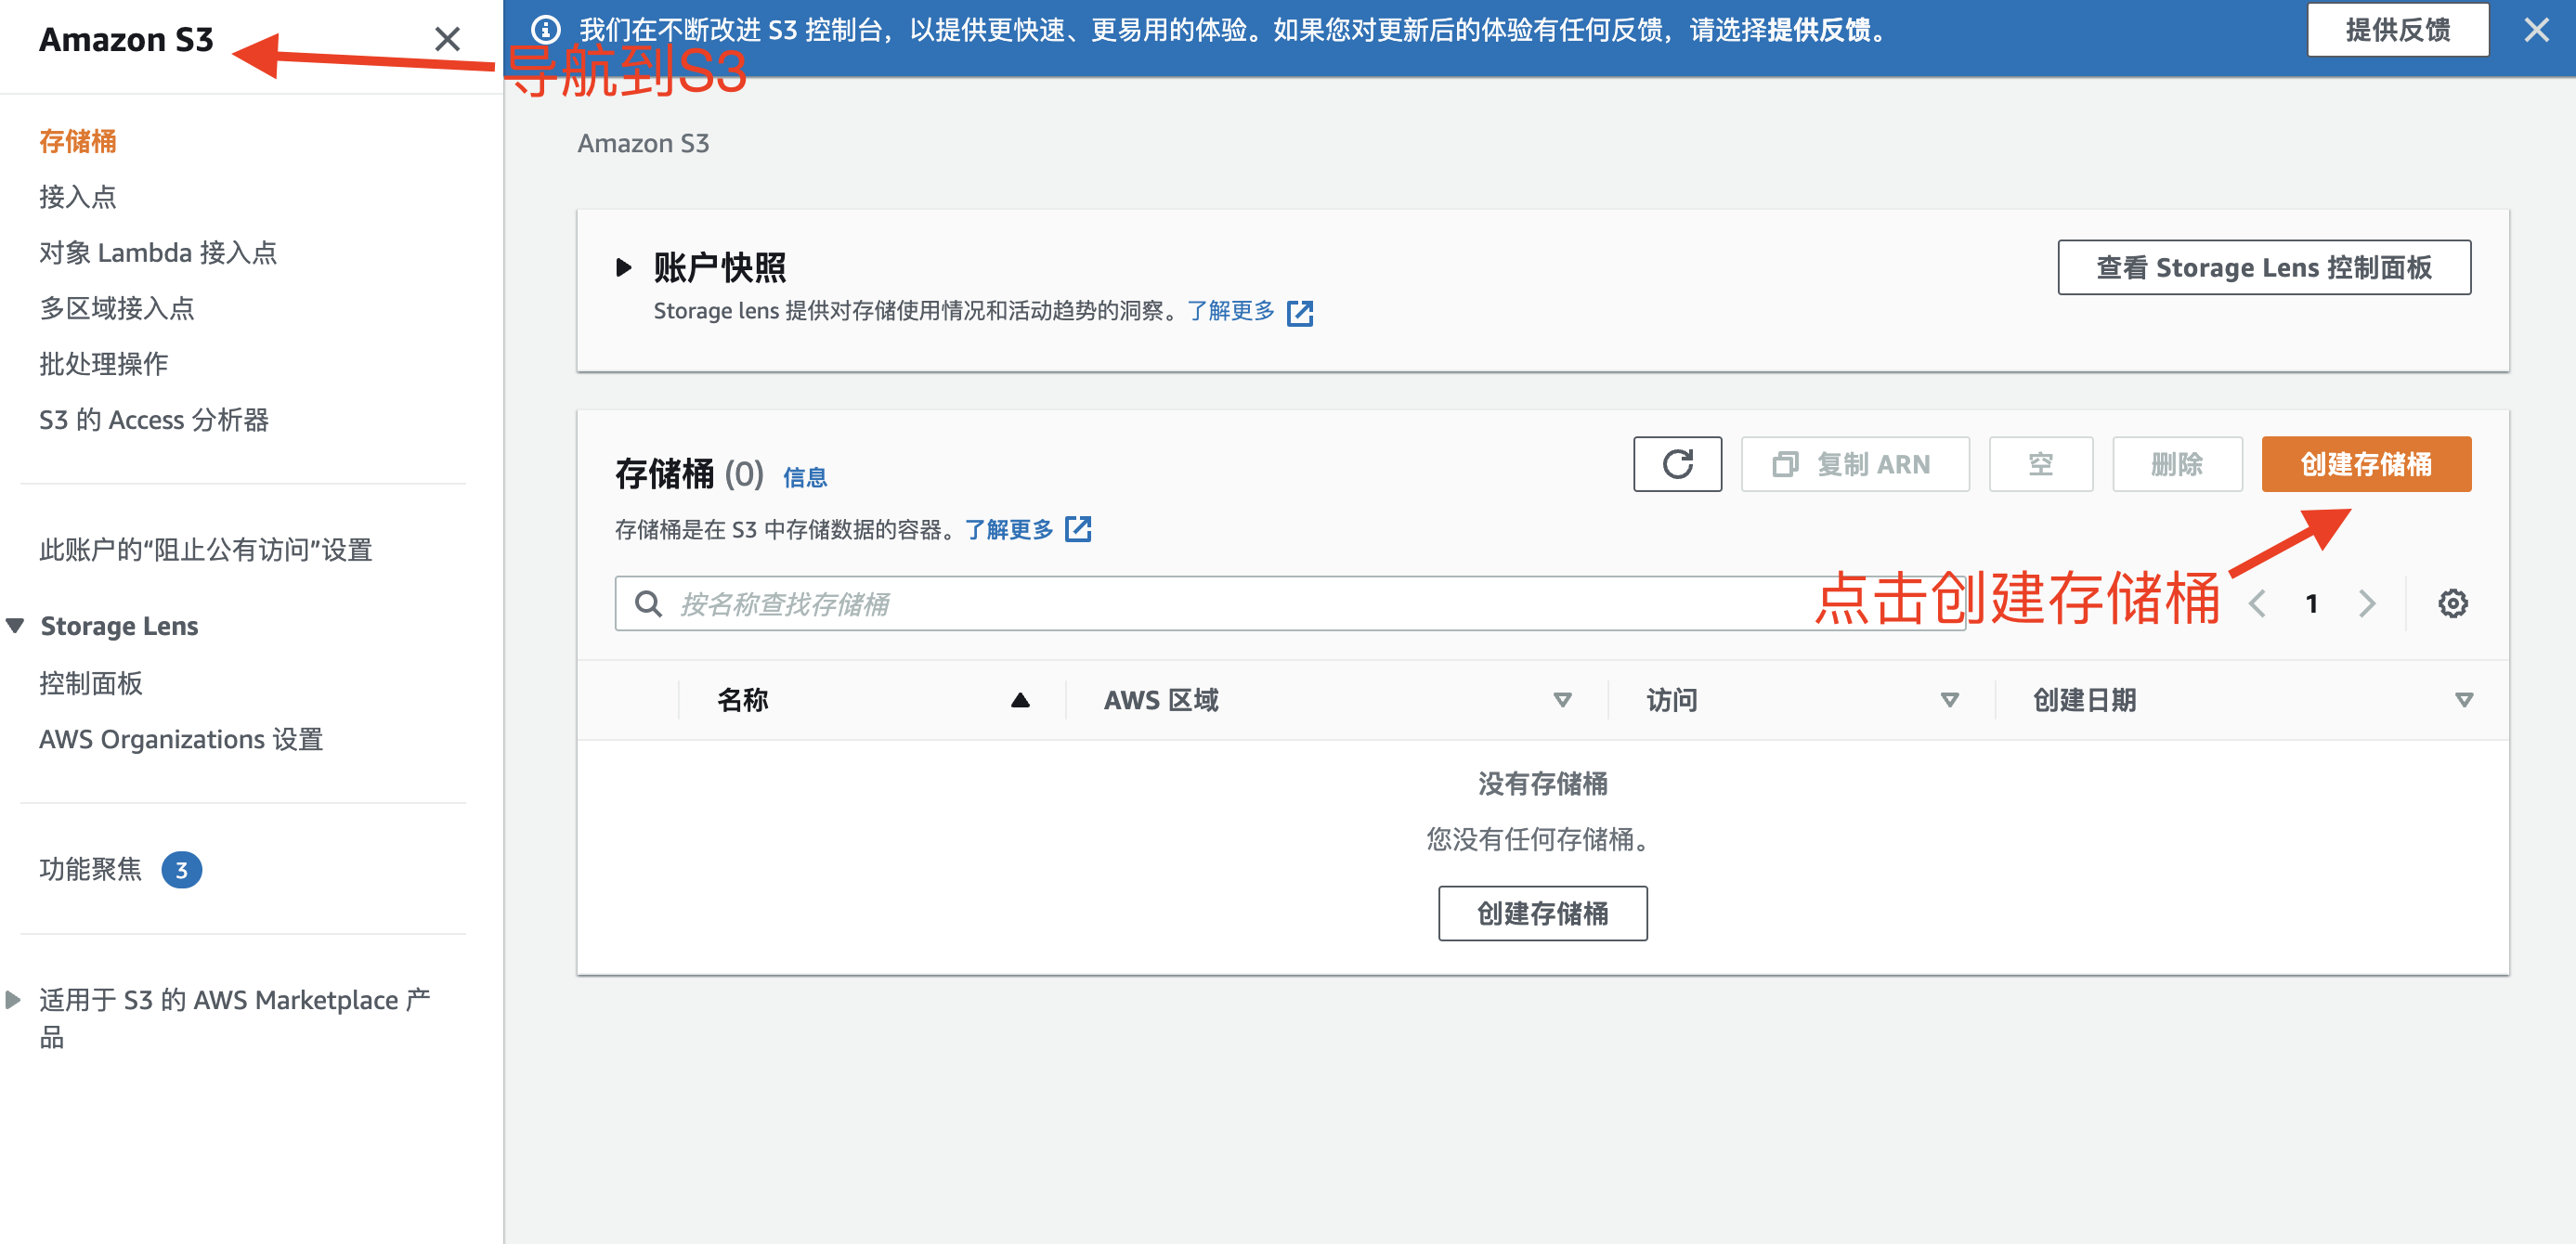 Amazon S3
存储桶
接入点
对象 Lambda 接入点
多区域接入点
批处理操作
S3 的 Access 分析器
此账户的“阻止公有访问”设置
Storage Lens
控制面板
AWS Organizations 设置
功能聚焦 3
适用于 S3 的 AWS Marketplace 产
品
我们在不断改进 S3 控制台，以提供更快速、更易用的体验。如果您对更新后的体验有任何反馈，请选择提供反馈。
提供反馈
导航到S3
Amazon S3
账户快照
查看 Storage Lens 控制面板
Storage lens 提供对存储使用情况和活动趋势的洞察。了解更多
存储桶 (0) 信息
复制 ARN
空
删除
创建存储桶
存储桶是在 S3 中存储数据的容器。了解更多
按名称查找存储桶
点击创建存储桶
1
名称 AWS 区域 访问 创建日期
没有存储桶
您没有任何存储桶。
创建存储桶